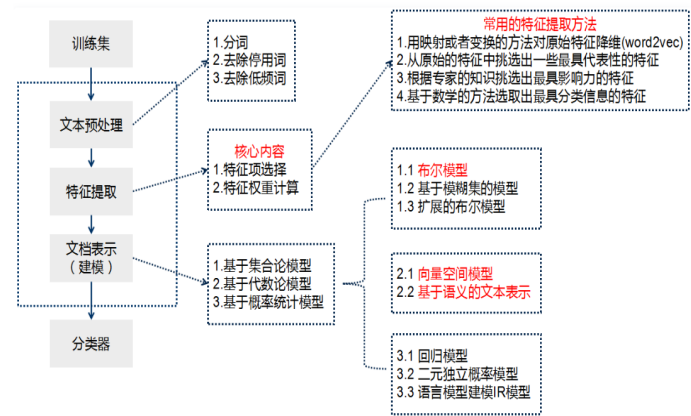 训练集
文本预处理
特征提取
文档表示
（建模）
分类器
1.分词
2.去除停用词
3.去除低频词
核心内容
1.特征项选择
2.特征权重计算
1.基于集合论模型
2.基于代数论模型
3.基于概率统计模型
常用的特征提取方法
1.用映射或者变换的方法对原始特征降维(word2vec)
2.从原始的特征中挑选出一些最具代表性的特征
3.根据专家的知识挑选出最具影响力的特征
4.基于数学的方法选取出最具分类信息的特征
1.1 布尔模型
1.2 基于模糊集的模型
1.3 扩展的布尔模型
2.1 向量空间模型
2.2 基于语义的文本表示
3.1 回归模型
3.2 二元独立概率模型
3.3 语言模型建模IR模型